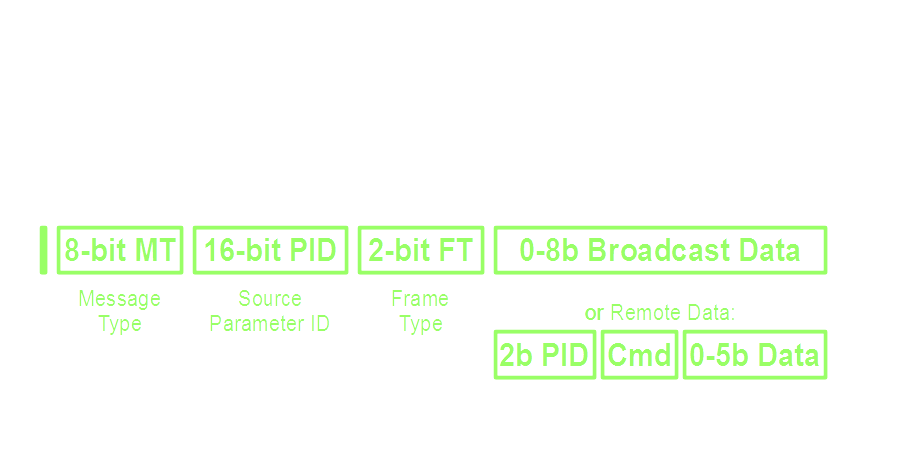 8-bit MT 16-bit PID 2-bit FT 0-8b Broadcast Data
Message Source Frame
Type Parameter ID Type
or Remote Data:
2b PID Cmd 0-5b Data